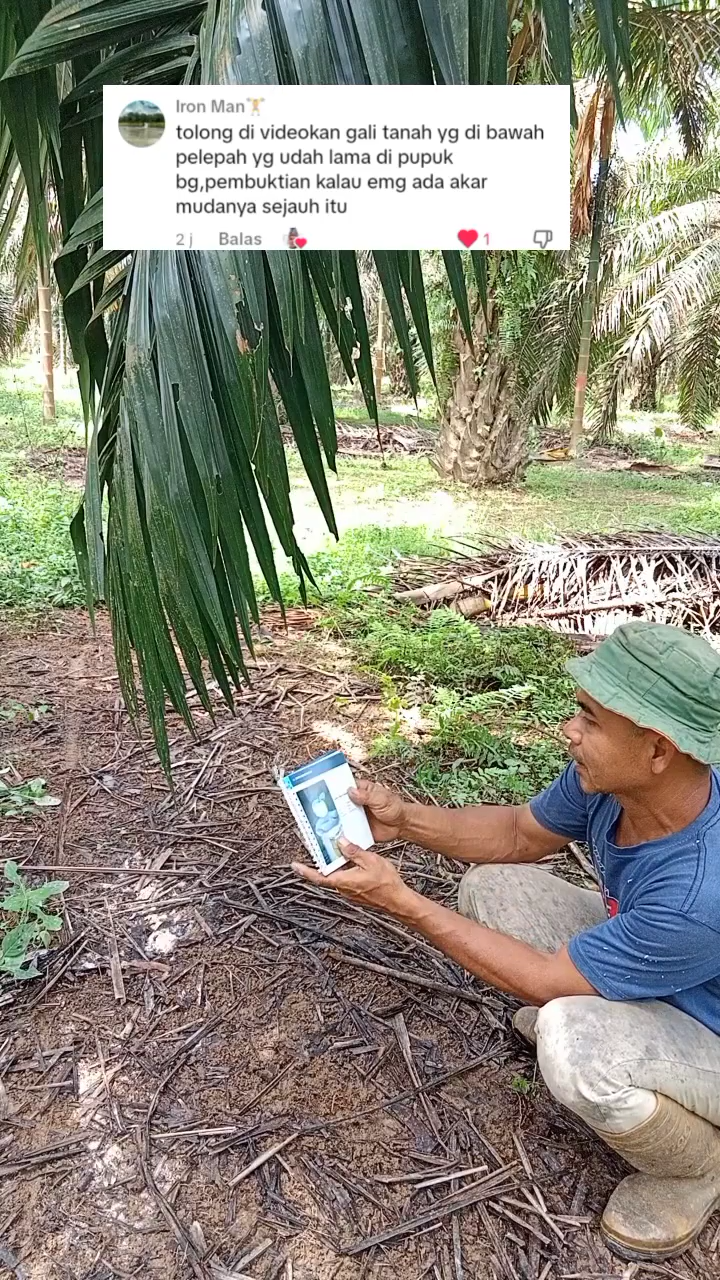 Iron Man🏋️
tolong di videokan gali tanah yg di bawah
pelepah yg udah lama di pupuk
bg,pembuktian kalau emg ada akar
mudanya sejauh itu
2 j Balas 1